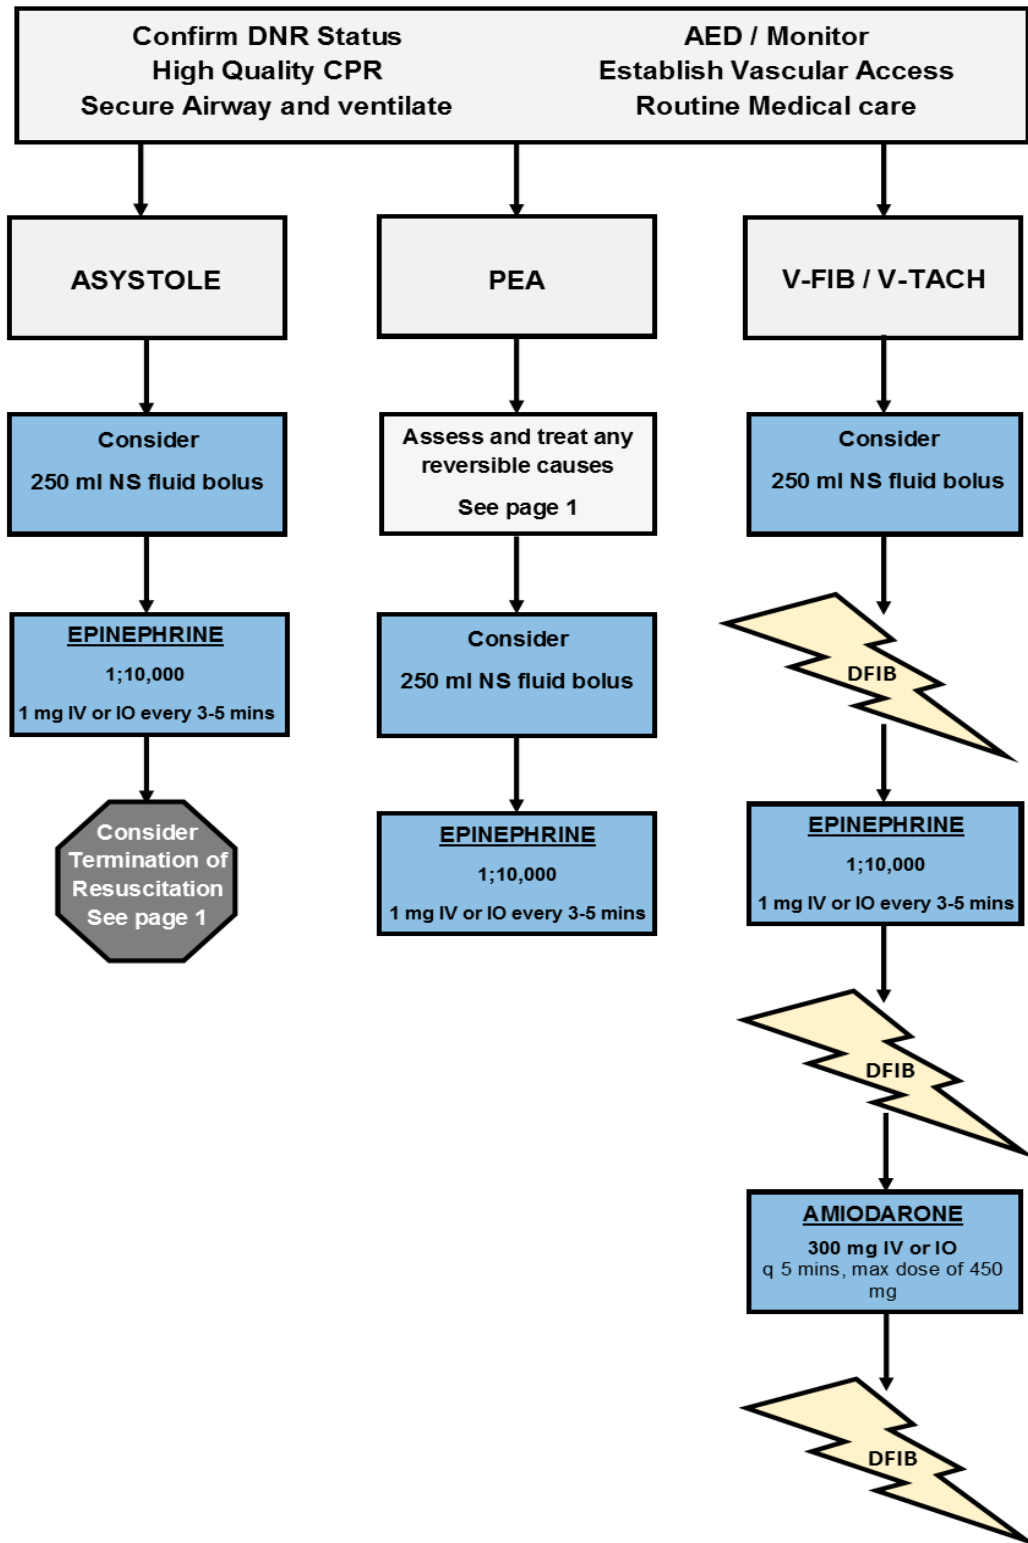 Confirm DNR Status
High Quality CPR
Secure Airway and ventilate
AED / Monitor
Establish Vascular Access
Routine Medical care
ASYSTOLE
Consider
250 ml NS fluid bolus
EPINEPHRINE
1;10,000
1 mg IV or IO every 3-5 mins
Consider
Termination of
Resuscitation
See page 1
PEA
Assess and treat any
reversible causes
See page 1
Consider
250 ml NS fluid bolus
EPINEPHRINE
1;10,000
1 mg IV or IO every 3-5 mins
V-FIB / V-TACH
Consider
250 ml NS fluid bolus
DFIB
EPINEPHRINE
1;10,000
1 mg IV or IO every 3-5 mins
DFIB
AMIODARONE
300 mg IV or IO
q 5 mins, max dose of 450
mg
DFIB